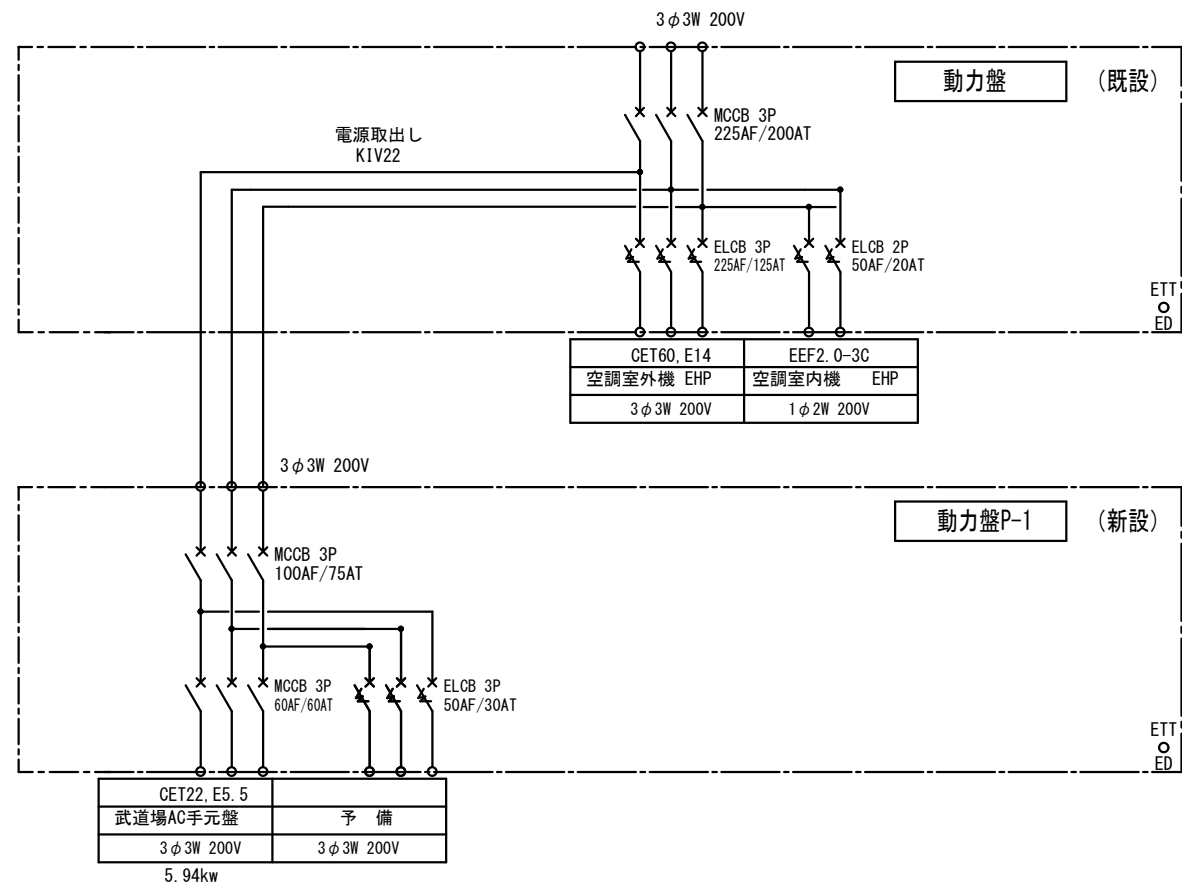 3φ3W 200V
動力盤 (既設)
MCCB 3P
225AF/200AT
電源取出し
KIV22
ELCB 3P
225AF/125AT
ELCB 2P
50AF/20AT
ETT
ED
CET60,E14 EEF2.0-3C
空調室外機 EHP 空調室内機 EHP
3φ3W 200V 1φ2W 200V
3φ3W 200V
動力盤P-1 (新設)
MCCB 3P
100AF/75AT
MCCB 3P
60AF/60AT
ELCB 3P
50AF/30AT
ETT
ED
CET22,E5.5
武道場AC手元盤 予 備
3φ3W 200V 3φ3W 200V
5.94kw